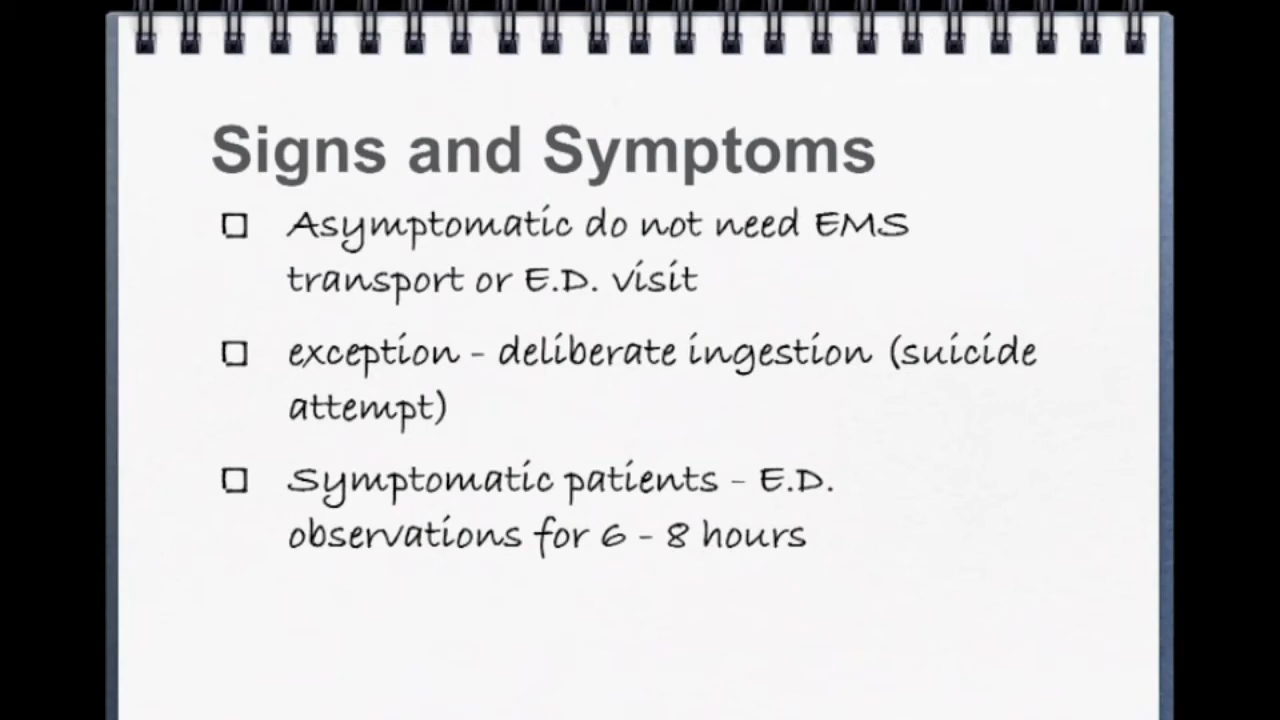 Signs and Symptoms
Asymptomatic do not need EMS
transport or E.D. visit
exception - deliberate ingestion (suicide
attempt)
Symptomatic patients - E.D.
observations for 6 - 8 hours